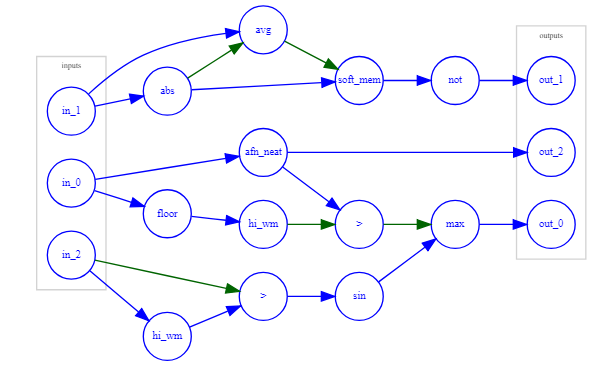 inputs
outputs
avg
in_1
abs
soft_mem
not
out_1
in_0
afn_neat
out_2
floor
hi_wm
>
max
out_0
in_2
>
sin
hi_wm